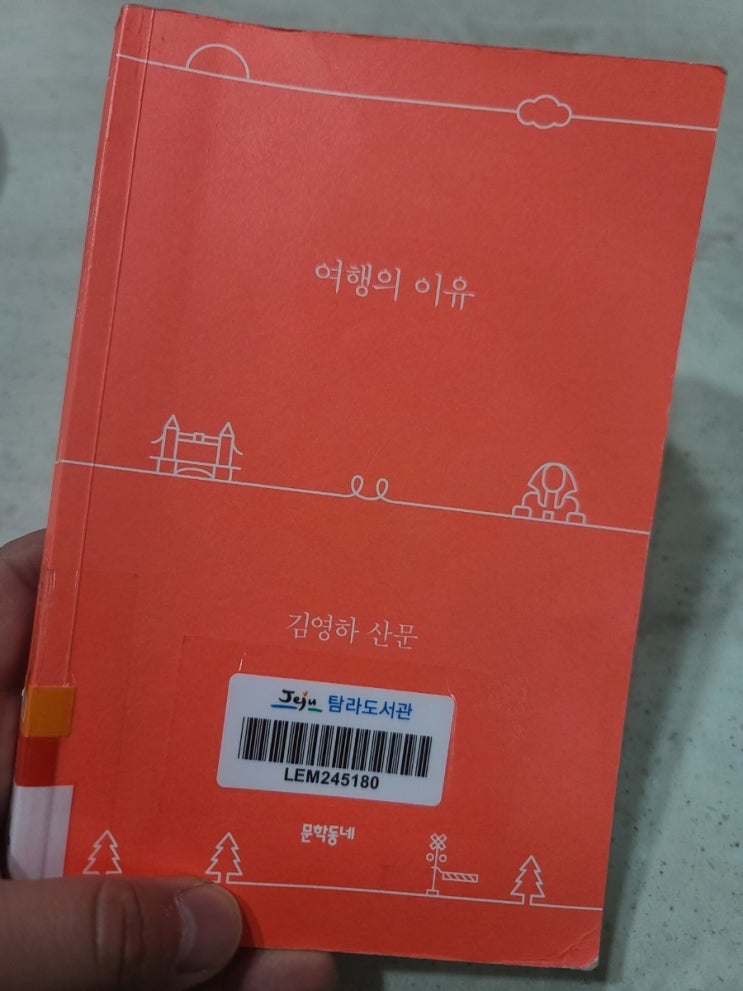 여행의 이유
김영하 산문
Jeju 탐라도서관
LEM245180
문학동네